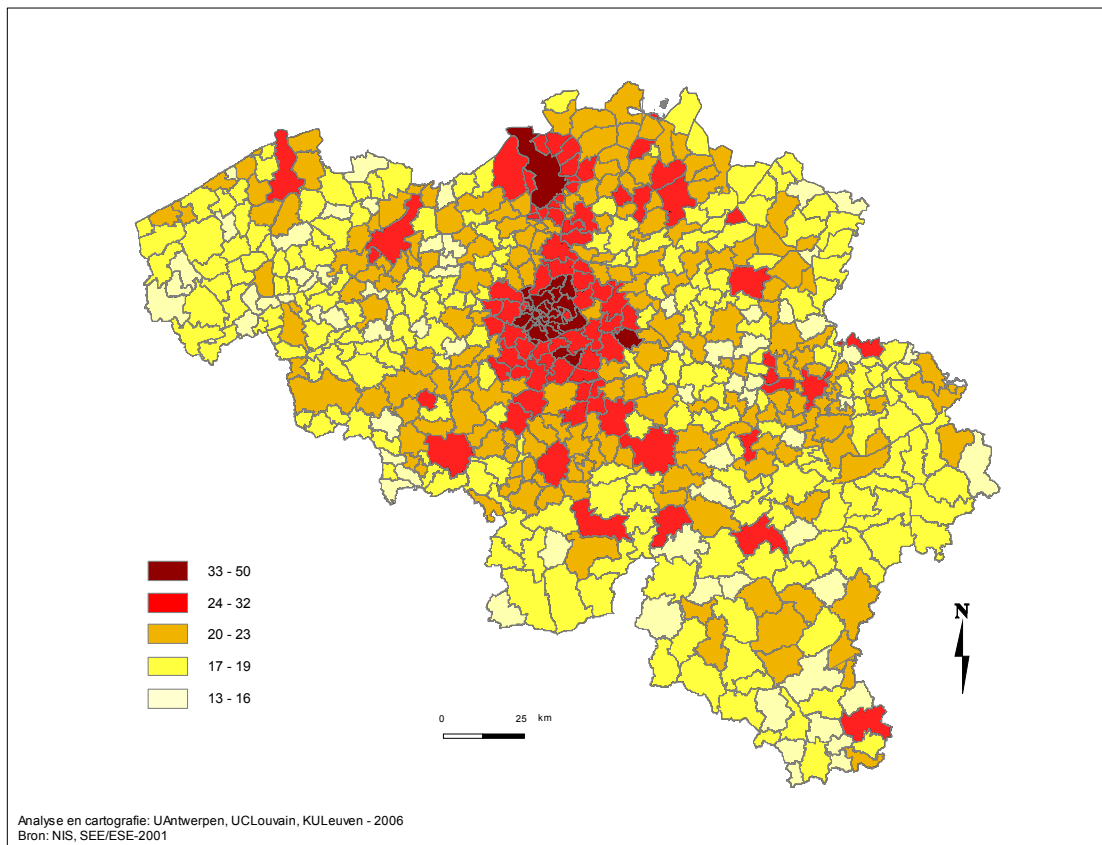 33 - 50
24 - 32
20 - 23
17 - 19
13 - 16
0 25 km
N
Analyse en cartografie: UAntwerpen, UCLouvain, KULeuven - 2006
Bron: NIS, SEE/ESE-2001